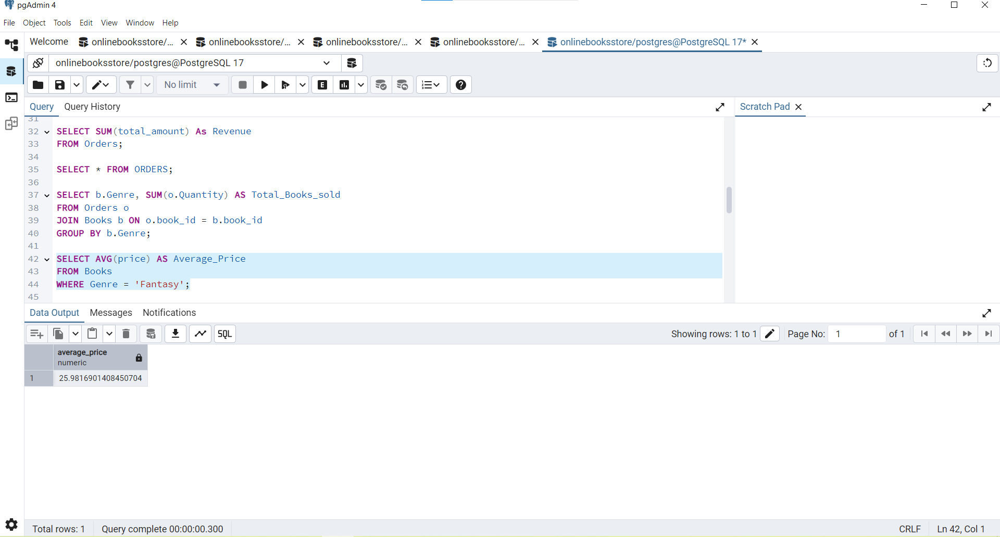 pgAdmin 4
File Object Tools Edit View Window Help
Welcome onlinebooksstore/... onlinebooksstore/... onlinebooksstore/... onlinebooksstore/... onlinebooksstore/postgres@PostgreSQL 17*
onlinebooksstore/postgres@PostgreSQL 17
No limit E
Query Query History Scratch Pad
31
32 SELECT SUM(total_amount) As Revenue
33 FROM Orders;
34
35 SELECT * FROM ORDERS;
36
37 SELECT b.Genre, SUM(o.Quantity) AS Total_Books_sold
38 FROM Orders o
39 JOIN Books b ON o.book_id = b.book_id
40 GROUP BY b.Genre;
41
42 SELECT AVG(price) AS Average_Price
43 FROM Books
44 WHERE Genre = 'Fantasy';
45
Data Output Messages Notifications
SQL Showing rows: 1 to 1 Page No: 1 of 1
average_price
numeric
1 25.9816901408450704
Total rows: 1 Query complete 00:00:00.300 CRLF Ln 42, Col 1